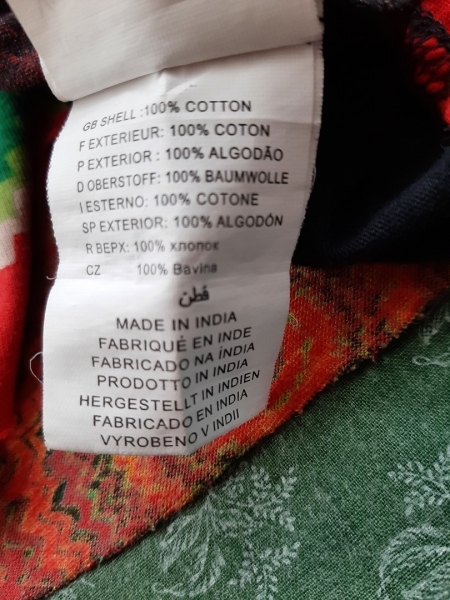 GB SHELL :100% COTTON
F EXTERIEUR: 100% COTON
P EXTERIOR : 100% ALGODÃO
D OBERSTOFF: 100% BAUMWOLLE
I ESTERNO: 100% COTONE
SP EXTERIOR: 100% ALGODÓN
R BEPX: 100% хлопок
CZ 100% Bavlna
قطن
MADE IN INDIA
FABRIQUÉ EN INDE
FABRICADO NA ÍNDIA
PRODOTTO IN INDIA
HERGESTELLT IN INDIEN
FABRICADO EN INDIA
VYROBENO V INDII